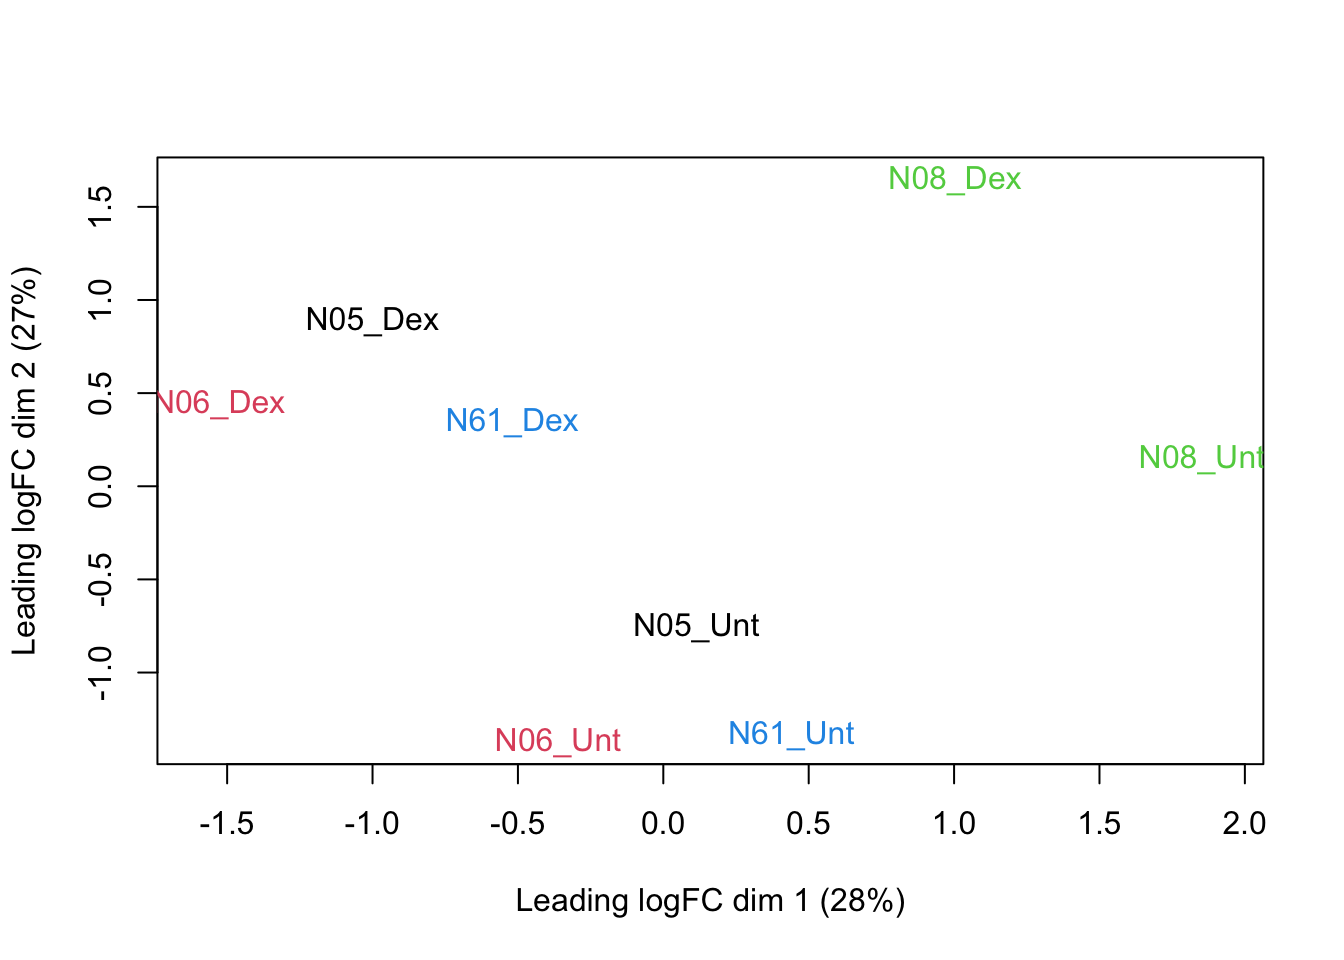 N08_Dex
N05_Dex
N06_Dex
N61_Dex
N08_Unt
N05_Unt
N61_Unt
N06_Unt
1.5
1.0
0.5
0.0
-0.5
-1.0
Leading logFC dim 2 (27%)
-1.5 -1.0 -0.5 0.0 0.5 1.0 1.5 2.0
Leading logFC dim 1 (28%)